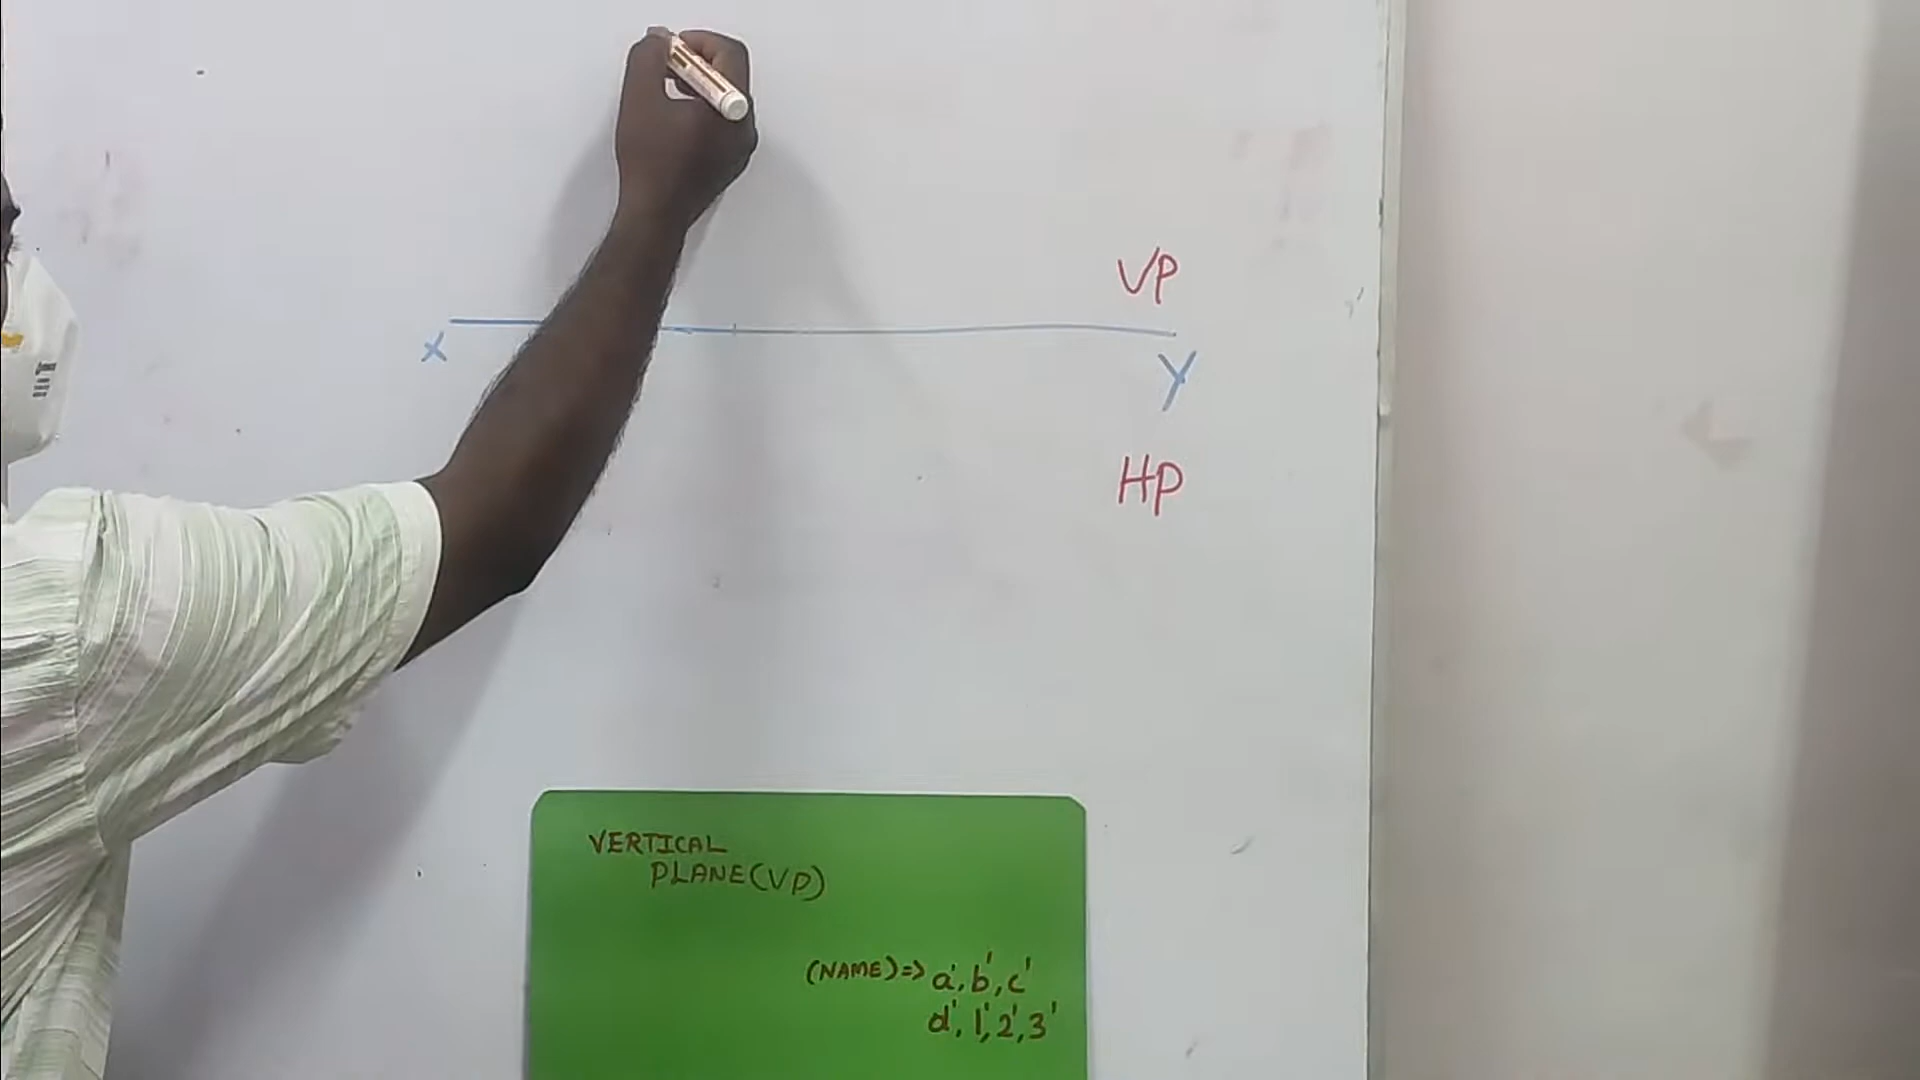 VP
X
Y
HP
VERTICAL
PLANE(VP)
(NAME)=> a', b', c'
d', 1', 2', 3'